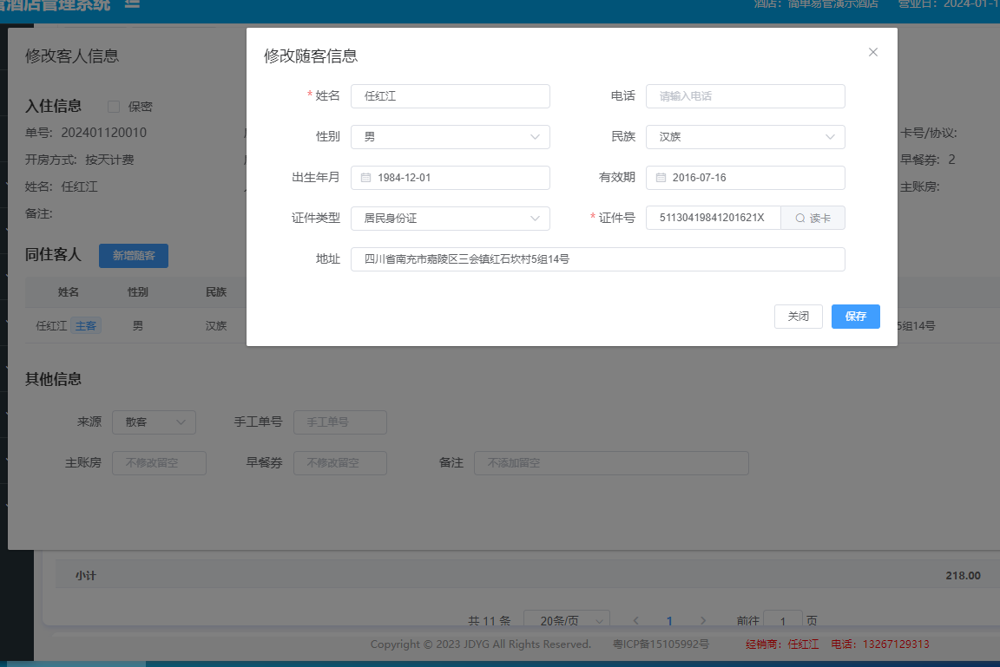 酒店管理系统 酒店：简单易管演示酒店 营业日：2024-01-1
修改客人信息
修改随客信息
入住信息 保密
* 姓名 任红江 电话 请输入电话
单号: 202401120010 卡号/协议:
性别 男 民族 汉族
开房方式: 按天计费 早餐券: 2
出生年月 1984-12-01 有效期 2016-07-16
姓名: 任红江 主账房:
备注:
证件类型 居民身份证 * 证件号 51130419841201621X 读卡
同住客人 新增随客
地址 四川省南充市嘉陵区三会镇红石坎村5组14号
姓名 性别 民族
关闭 保存
任红江 主客 男 汉族 5组14号
其他信息
来源 散客 手工单号 手工单号
主账房 不修改留空 早餐券 不修改留空 备注 不添加留空
小计 218.00
共 11 条 20条/页 1 前往 1 页
Copyright © 2023 JDYG All Rights Reserved. 粤ICP备15105992号 经销商：任红江 电话：13267129313